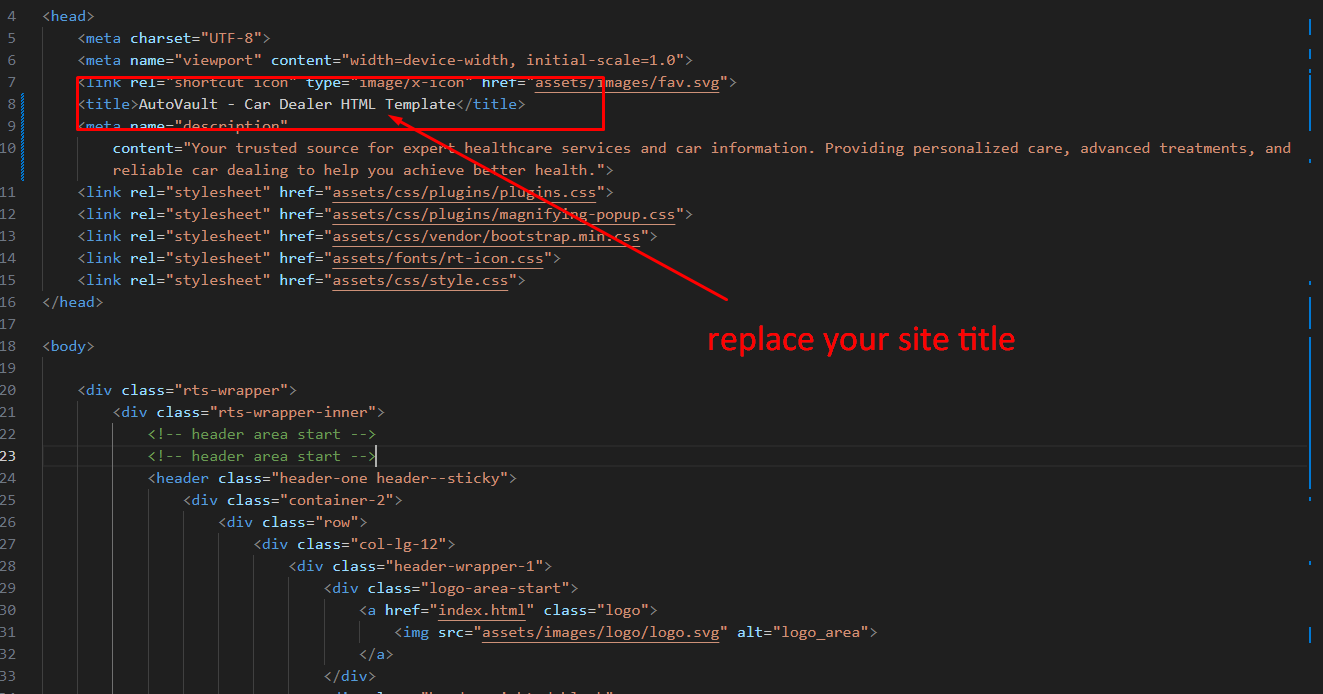 4 <head>
5 <meta charset="UTF-8">
6 <meta name="viewport" content="width=device-width, initial-scale=1.0">
7 <link rel="shortcut icon" type="image/x-icon" href="assets/images/fav.svg">
8 <title>AutoVault - Car Dealer HTML Template</title>
9 <meta name="description"
10 content="Your trusted source for expert healthcare services and car information. Providing personalized care, advanced treatments, and
reliable car dealing to help you achieve better health.">
11 <link rel="stylesheet" href="assets/css/plugins/plugins.css">
12 <link rel="stylesheet" href="assets/css/plugins/magnifying-popup.css">
13 <link rel="stylesheet" href="assets/css/vendor/bootstrap.min.css">
14 <link rel="stylesheet" href="assets/fonts/rt-icon.css">
15 <link rel="stylesheet" href="assets/css/style.css">
16 </head>
17
replace your site title
18 <body>
19
20 <div class="rts-wrapper">
21 <div class="rts-wrapper-inner">
22 <!-- header area start -->
23 <!-- header area start -->
24 <header class="header-one header--sticky">
25 <div class="container-2">
26 <div class="row">
27 <div class="col-lg-12">
28 <div class="header-wrapper-1">
29 <div class="logo-area-start">
30 <a href="index.html" class="logo">
31 <img src="assets/images/logo/logo.svg" alt="logo_area">
32 </a>
33 </div>